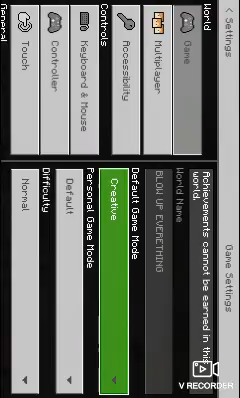 < Settings
Game Settings
World
Game
Multiplayer
Accessibility
Controls
Keyboard & Mouse
Controller
Touch
General
Achievements cannot be earned in this
world.
World Name
BLOW UP EVERYTHING
Default Game Mode
Creative
Personal Game Mode
Default
Difficulty
Normal
V RECORDER